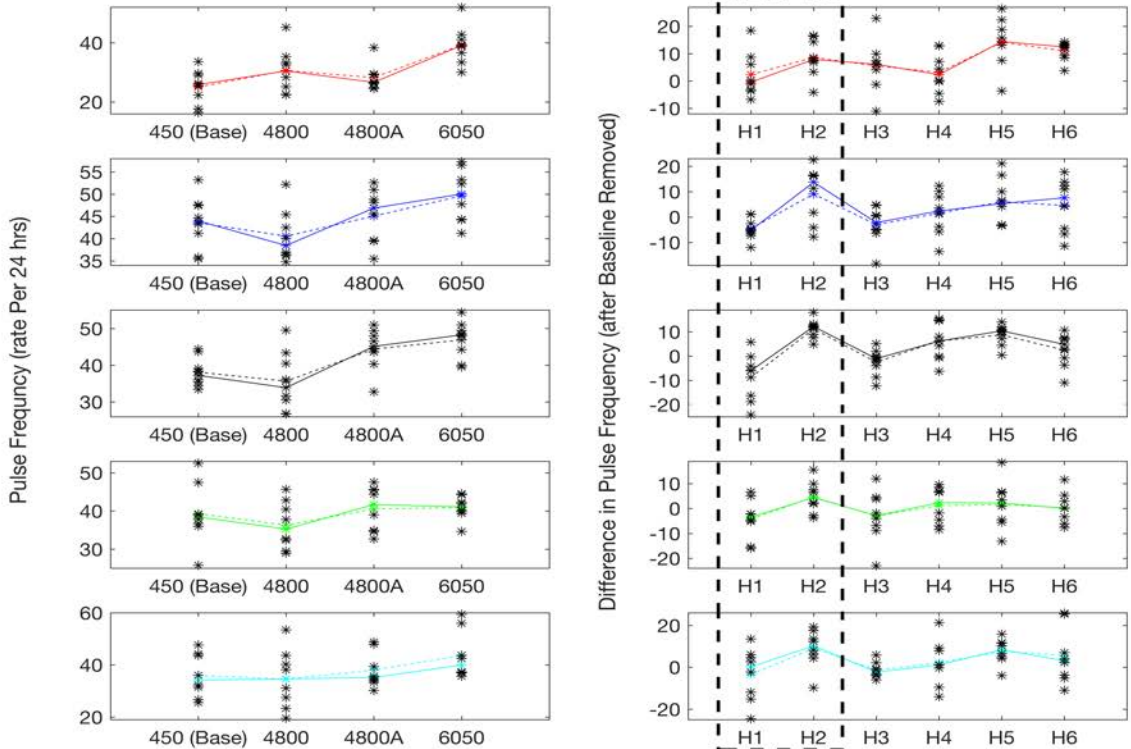 Pulse Frequncy (rate Per 24 hrs)
40
20
450 (Base) 4800 4800A 6050
55
50
45
40
35
450 (Base) 4800 4800A 6050
50
40
30
450 (Base) 4800 4800A 6050
50
40
30
450 (Base) 4800 4800A 6050
60
40
20
450 (Base) 4800 4800A 6050
Difference in Pulse Frequency (after Baseline Removed)
20
10
0
-10
H1 H2 H3 H4 H5 H6
20
10
0
-10
H1 H2 H3 H4 H5 H6
10
0
-10
-20
H1 H2 H3 H4 H5 H6
10
0
-10
-20
H1 H2 H3 H4 H5 H6
20
0
-20
H1 H2 H3 H4 H5 H6